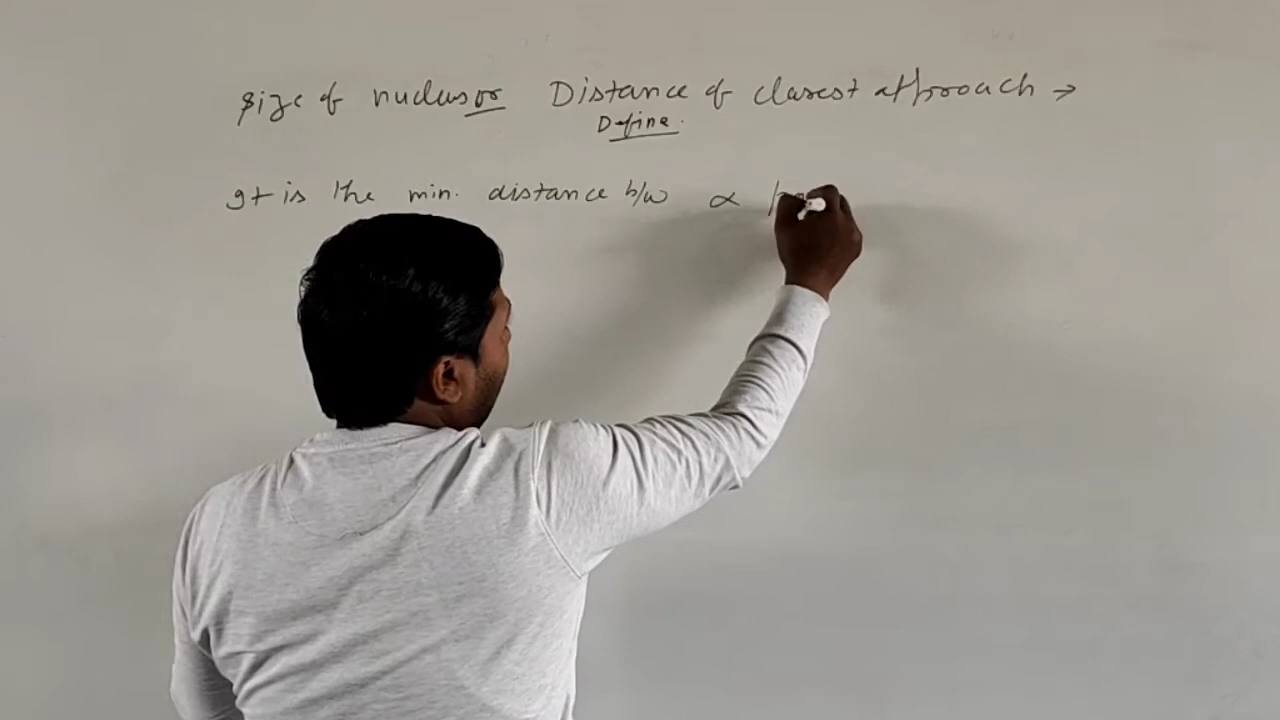 Size of nucleus or Distance of closest approach →
Define.
It is the min. distance b/w α